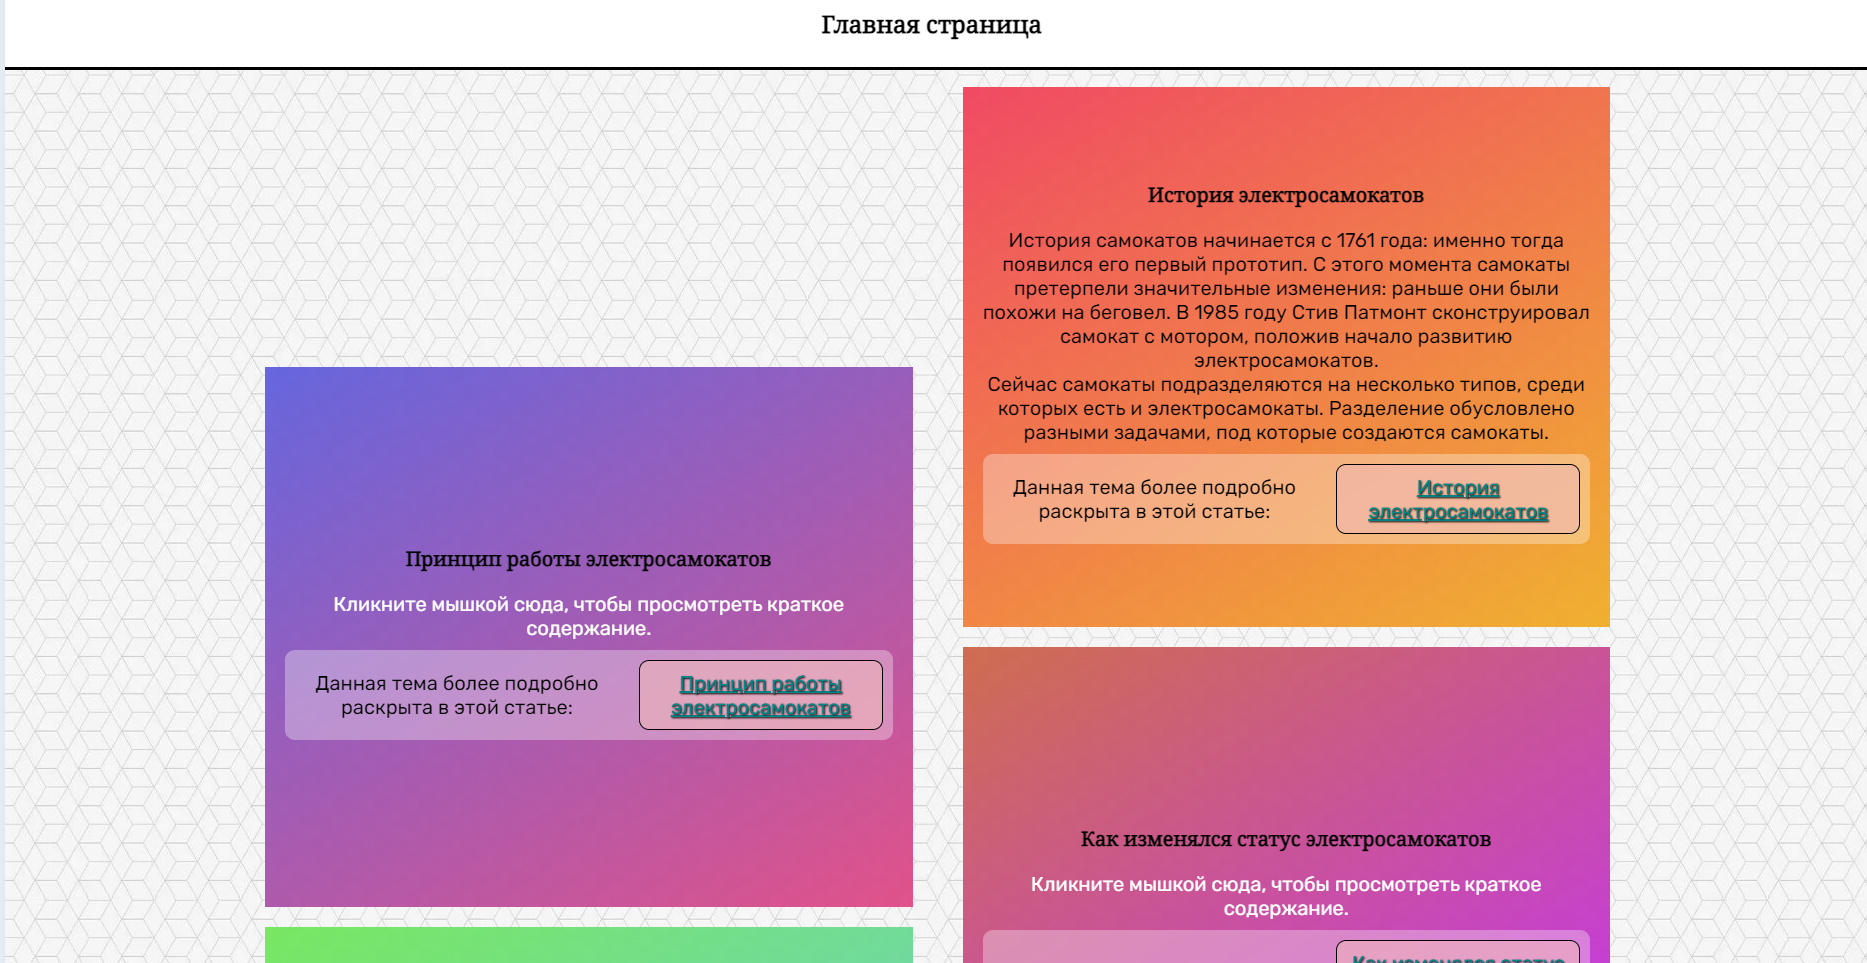 Главная страница
История электросамокатов
История самокатов начинается с 1761 года: именно тогда
появился его первый прототип. С этого момента самокаты
претерпели значительные изменения: раньше они были
похожи на беговел. В 1985 году Стив Патмонт сконструировал
самокат с мотором, положив начало развитию
электросамокатов.
Сейчас самокаты подразделяются на несколько типов, среди
которых есть и электросамокаты. Разделение обусловлено
разными задачами, под которые создаются самокаты.
Данная тема более подробно
раскрыта в этой статье:
История
электросамокатов
Принцип работы электросамокатов
Кликните мышкой сюда, чтобы просмотреть краткое
содержание.
Данная тема более подробно
раскрыта в этой статье:
Принцип работы
электросамокатов
Как изменялся статус электросамокатов
Кликните мышкой сюда, чтобы просмотреть краткое
содержание.
Как изменялся статус